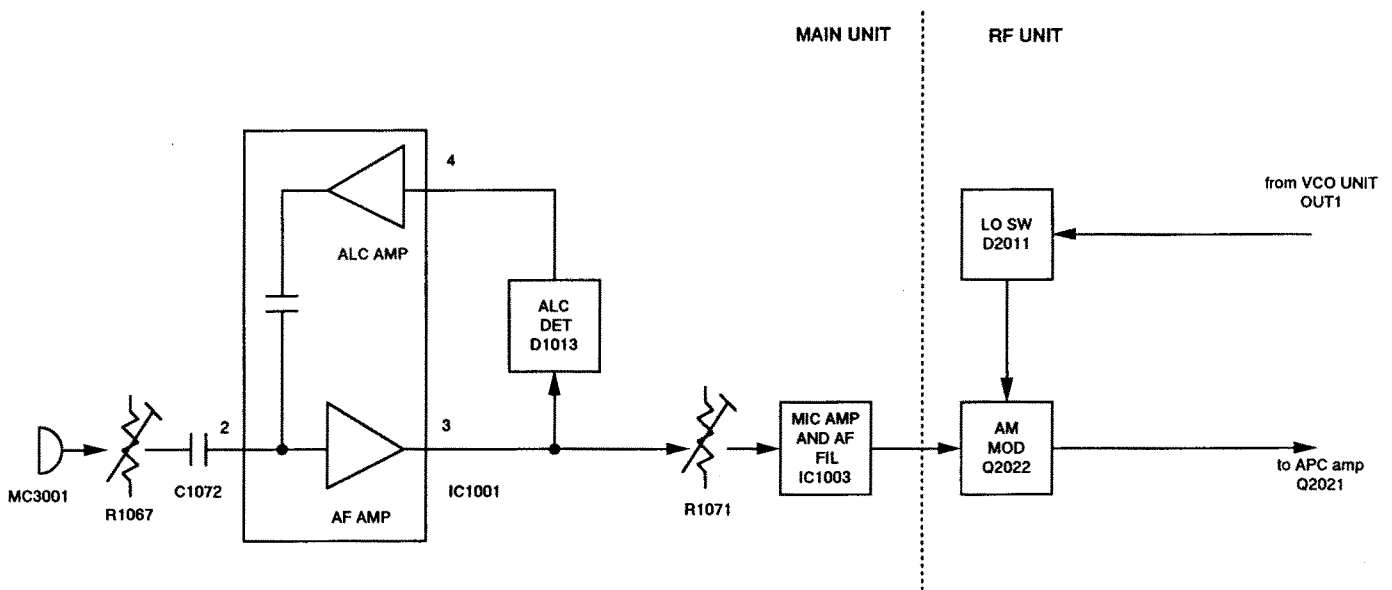 MAIN UNIT
RF UNIT
4
ALC AMP
ALC
DET
D1013
from VCO UNIT
OUT1
LO SW
D2011
2
3
MC3001
R1067
C1072
AF AMP
IC1001
R1071
MIC AMP
AND AF
FIL
IC1003
AM
MOD
Q2022
to APC amp
Q2021